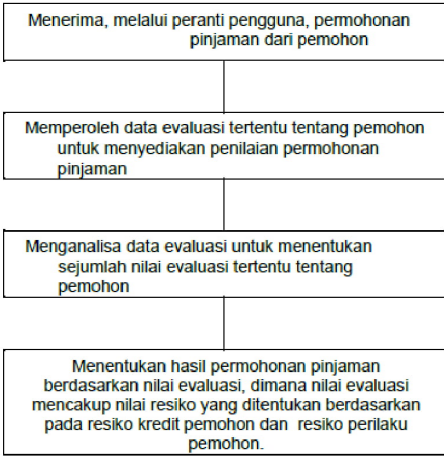 Menerima, melalui peranti pengguna, permohonan
pinjaman dari pemohon
Memperoleh data evaluasi tertentu tentang pemohon
untuk menyediakan penilaian permohonan
pinjaman
Menganalisa data evaluasi untuk menentukan
sejumlah nilai evaluasi tertentu tentang
pemohon
Menentukan hasil permohonan pinjaman
berdasarkan nilai evaluasi, dimana nilai evaluasi
mencakup nilai resiko yang ditentukan berdasarkan
pada resiko kredit pemohon dan resiko perilaku
pemohon.